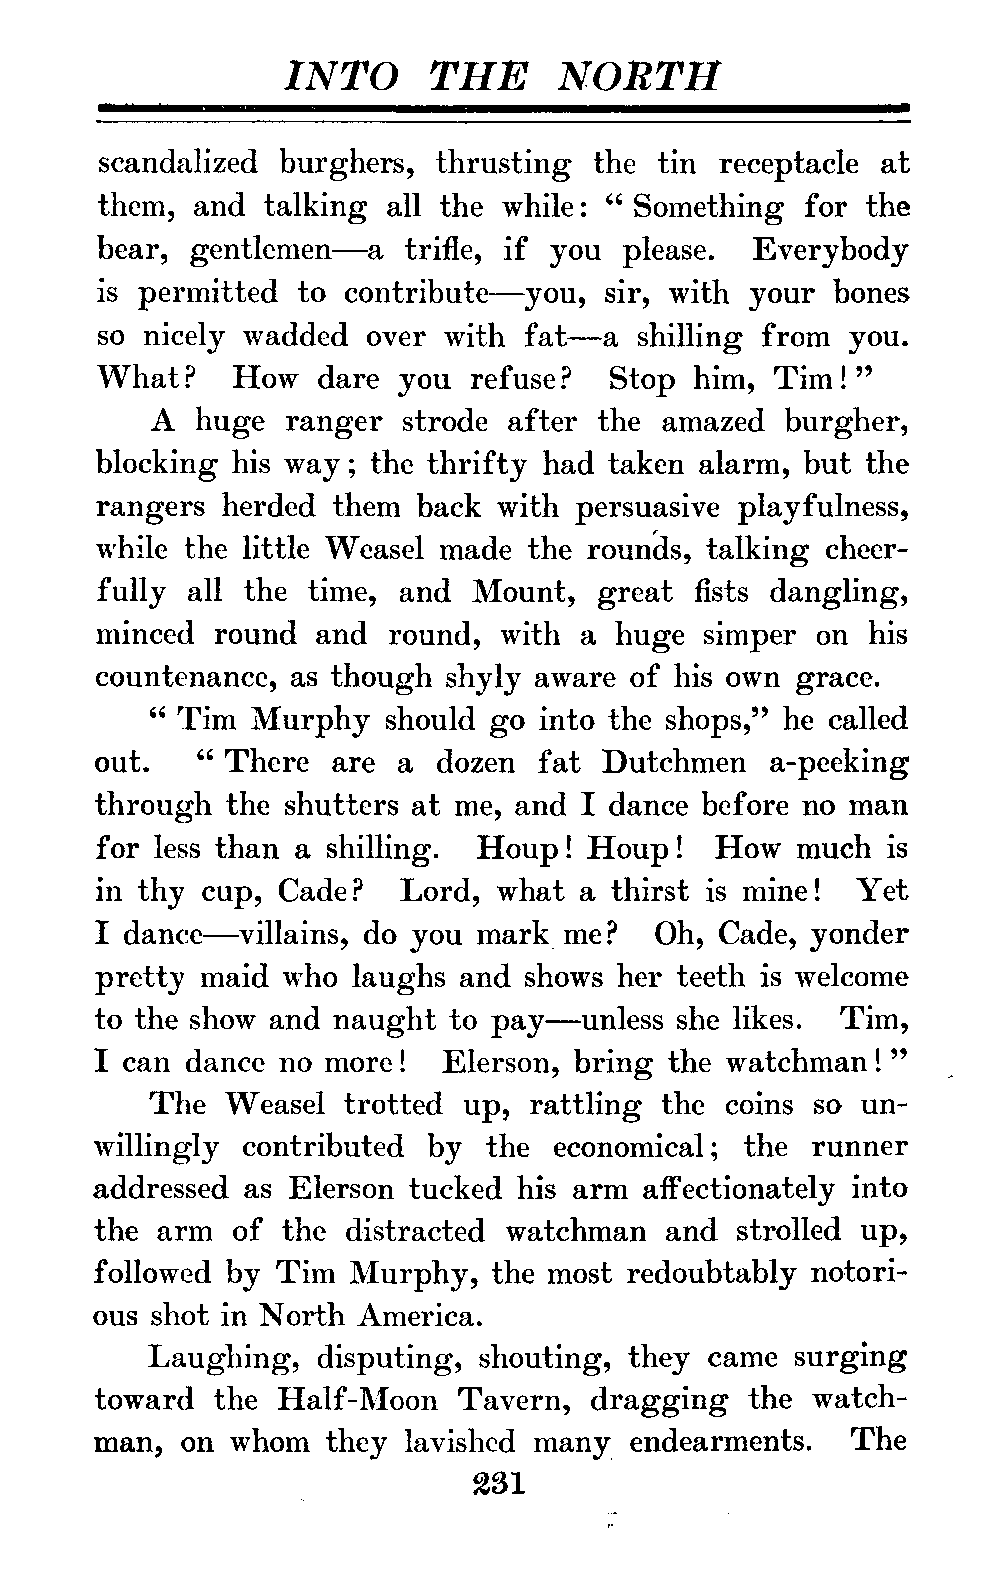 INTO THE NORTH
scandalized burghers, thrusting the tin receptacle at
them, and talking all the while: “ Something for the
bear, gentlemen—a trifle, if you please. Everybody
is permitted to contribute—you, sir, with your bones
so nicely wadded over with fat—a shilling from you.
What? How dare you refuse? Stop him, Tim! ”
A huge ranger strode after the amazed burgher,
blocking his way; the thrifty had taken alarm, but the
rangers herded them back with persuasive playfulness,
while the little Weasel made the rounds, talking cheer-
fully all the time, and Mount, great fists dangling,
minced round and round, with a huge simper on his
countenance, as though shyly aware of his own grace.
“ Tim Murphy should go into the shops,” he called
out. “ There are a dozen fat Dutchmen a-peeking
through the shutters at me, and I dance before no man
for less than a shilling. Houp! Houp! How much is
in thy cup, Cade? Lord, what a thirst is mine! Yet
I dance—villains, do you mark me? Oh, Cade, yonder
pretty maid who laughs and shows her teeth is welcome
to the show and naught to pay—unless she likes. Tim,
I can dance no more! Elerson, bring the watchman! ”
The Weasel trotted up, rattling the coins so un-
willingly contributed by the economical; the runner
addressed as Elerson tucked his arm affectionately into
the arm of the distracted watchman and strolled up,
followed by Tim Murphy, the most redoubtably notori-
ous shot in North America.
Laughing, disputing, shouting, they came surging
toward the Half-Moon Tavern, dragging the watch-
man, on whom they lavished many endearments. The
231